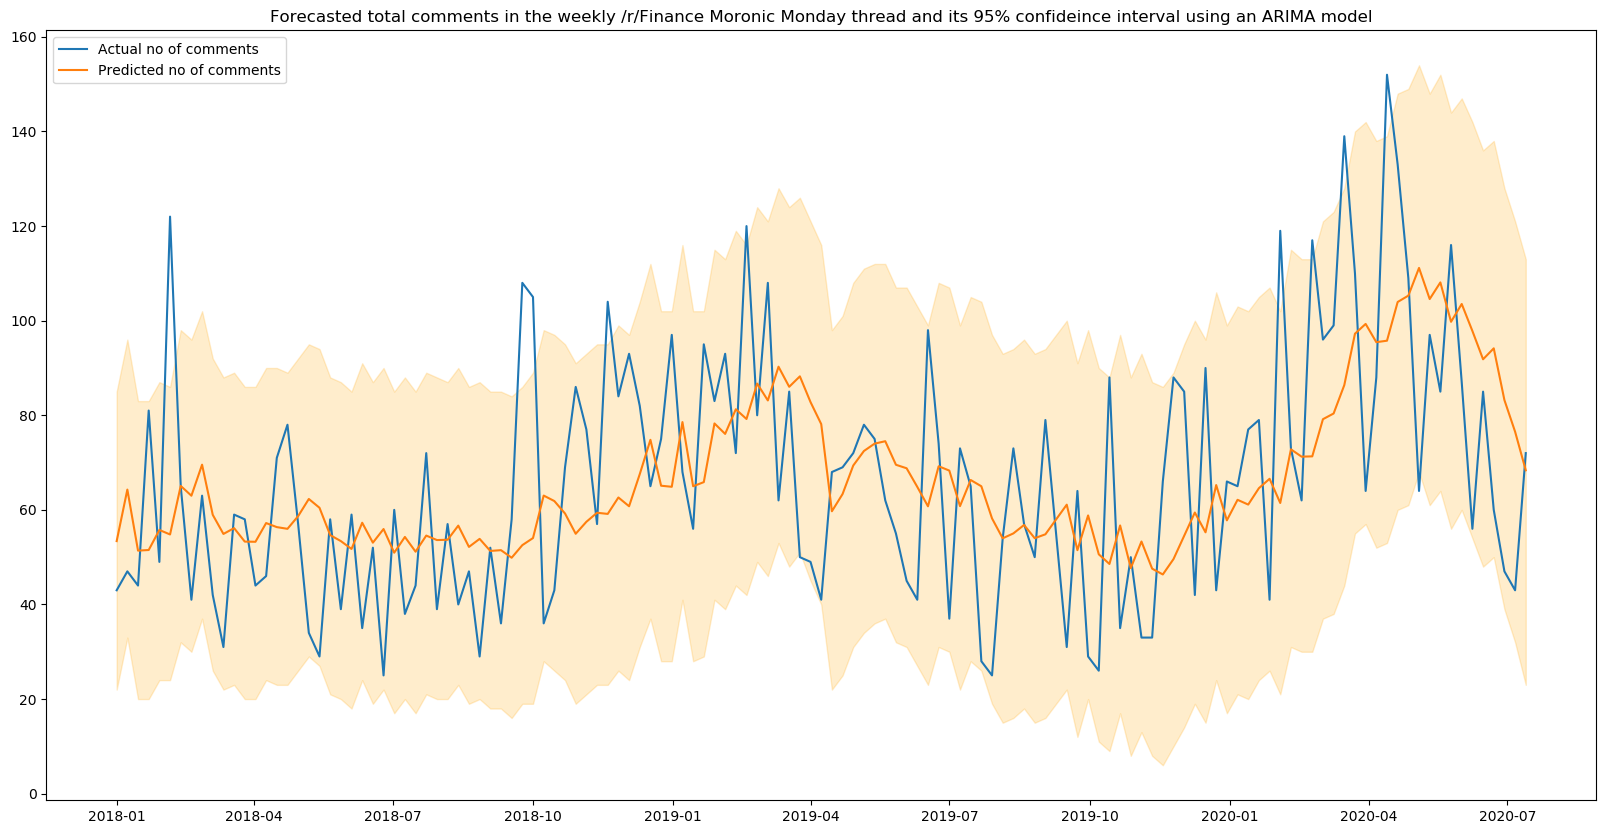 Forecasted total comments in the weekly /r/Finance Moronic Monday thread and its 95% confideince interval using an ARIMA model
Actual no of comments
Predicted no of comments
160
140
120
100
80
60
40
20
0
2018-01 2018-04 2018-07 2018-10 2019-01 2019-04 2019-07 2019-10 2020-01 2020-04 2020-07